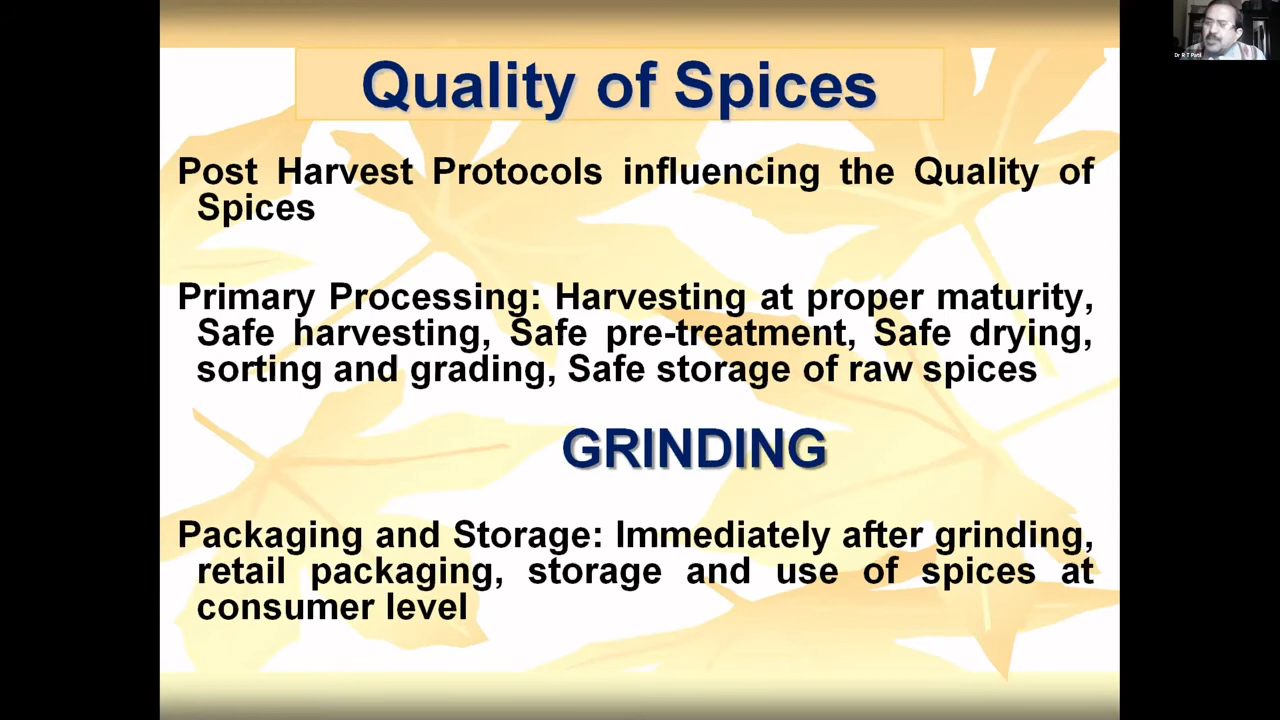 Quality of Spices
Dr R T Patil
Post Harvest Protocols influencing the Quality of
Spices
Primary Processing: Harvesting at proper maturity,
Safe harvesting, Safe pre-treatment, Safe drying,
sorting and grading, Safe storage of raw spices
GRINDING
Packaging and Storage: Immediately after grinding,
retail packaging, storage and use of spices at
consumer level